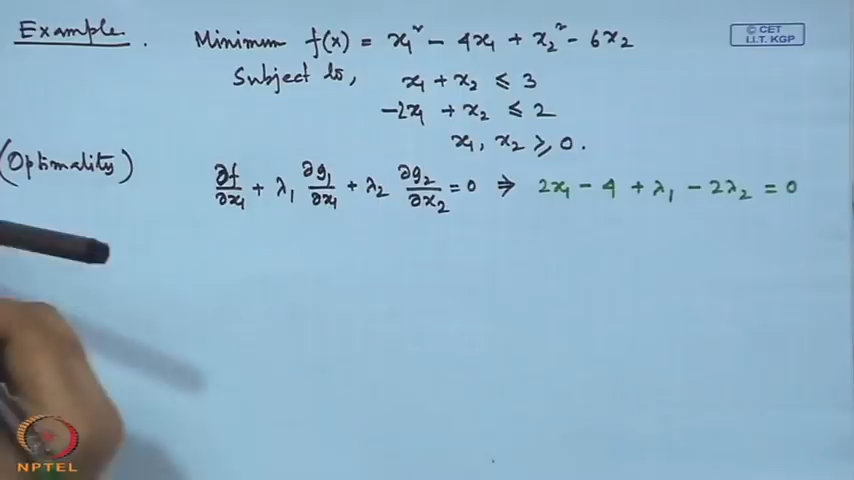 Example. Minimum f(x) = x₁² - 4x₁ + x₂² - 6x₂
© CET
I.I.T. KGP
Subject to, x₁ + x₂ ≤ 3
-2x₁ + x₂ ≤ 2
x₁, x₂ ≥ 0.
(Optimality) ∂f/∂x₁ + λ₁ ∂g₁/∂x₁ + λ₂ ∂g₂/∂x₂ = 0 ⇒ 2x₁ - 4 + λ₁ - 2λ₂ = 0
NPTEL